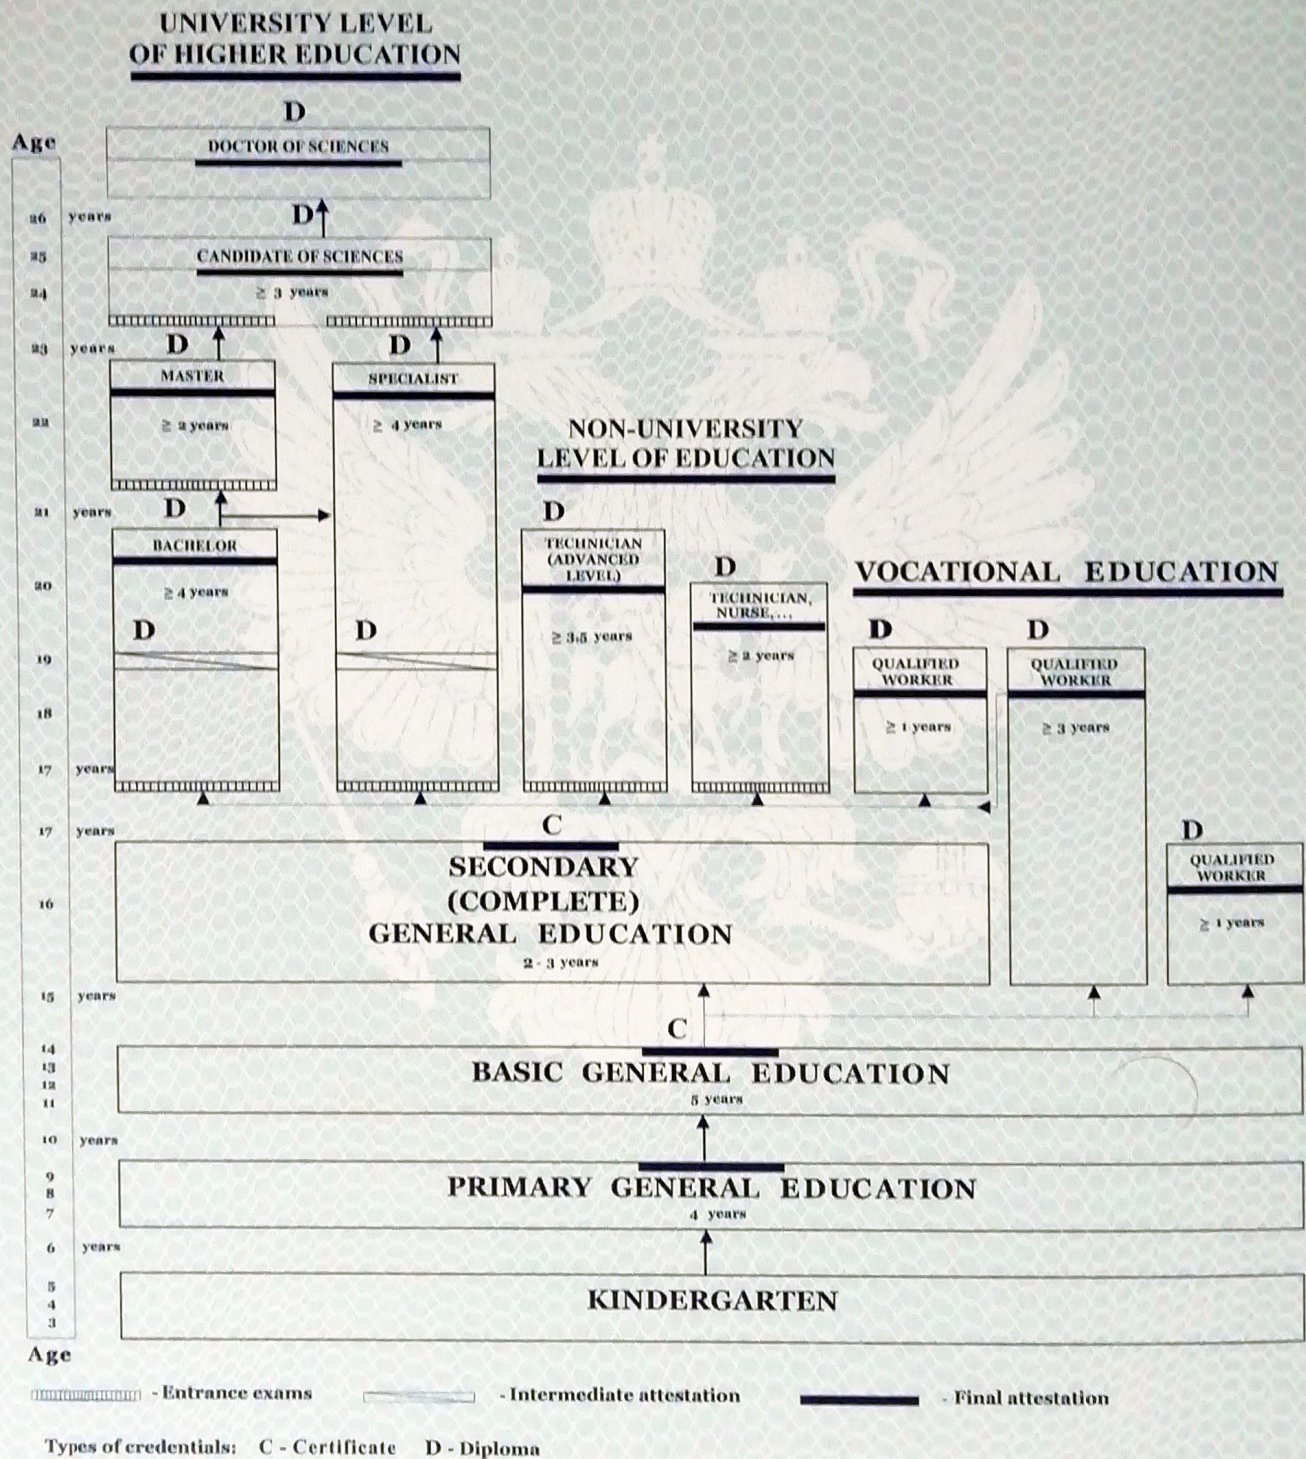 UNIVERSITY LEVEL
OF HIGHER EDUCATION
D
Age
DOCTOR OF SCIENCES
26 years
D
25
CANDIDATE OF SCIENCES
24
≥ 3 years
23 years
D
D
MASTER
SPECIALIST
22
≥ 2 years
≥ 4 years
NON-UNIVERSITY
LEVEL OF EDUCATION
21 years
D
D
BACHELOR
TECHNICIAN
(ADVANCED
LEVEL)
D
VOCATIONAL EDUCATION
20
≥ 4 years
TECHNICIAN,
NURSE,...
D
D
≥ 3,5 years
D
D
19
≥ 2 years
QUALIFIED
WORKER
QUALIFIED
WORKER
18
≥ 1 years
≥ 3 years
17 years
17 years
C
D
SECONDARY
(COMPLETE)
GENERAL EDUCATION
2 - 3 years
QUALIFIED
WORKER
16
≥ 1 years
15 years
C
14
13
12
11
BASIC GENERAL EDUCATION
5 years
10 years
9
8
7
PRIMARY GENERAL EDUCATION
4 years
6 years
5
4
3
KINDERGARTEN
Age
- Entrance exams
- Intermediate attestation
- Final attestation
Types of credentials: C - Certificate D - Diploma